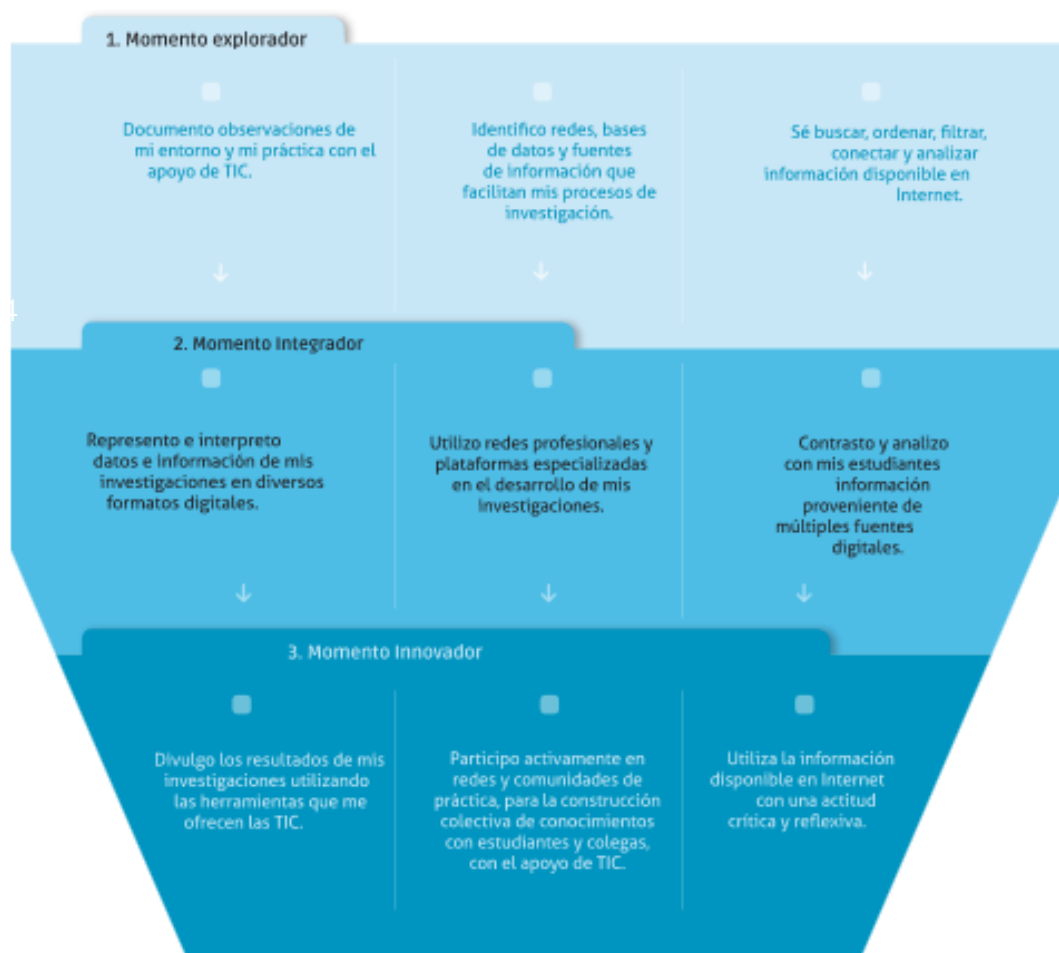 1. Momento explorador
Documento observaciones de
mi entorno y mi práctica con el
apoyo de TIC.
Identifico redes, bases
de datos y fuentes
de información que
facilitan mis procesos de
investigación.
Sé buscar, ordenar, filtrar,
conectar y analizar
información disponible en
Internet.
4
2. Momento Integrador
Represento e interpreto
datos e información de mis
investigaciones en diversos
formatos digitales.
Utilizo redes profesionales y
plataformas especializadas
en el desarrollo de mis
investigaciones.
Contrasto y analizo
con mis estudiantes
información
proveniente de
múltiples fuentes
digitales.
3. Momento Innovador
Divulgo los resultados de mis
investigaciones utilizando
las herramientas que me
ofrecen las TIC.
Participo activamente en
redes y comunidades de
práctica, para la construcción
colectiva de conocimientos
con estudiantes y colegas,
con el apoyo de TIC.
Utiliza la información
disponible en Internet
con una actitud
crítica y reflexiva.